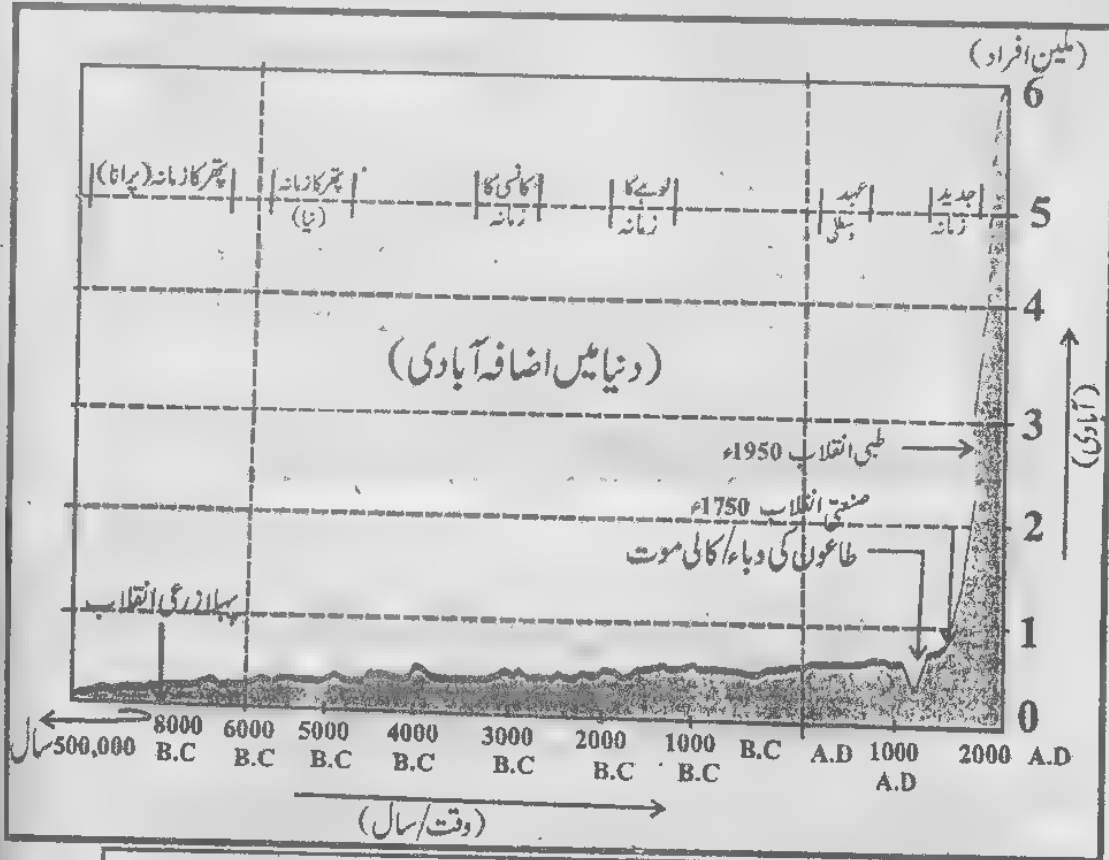 (ملین افراد)
6
پتھر کا زمانہ (پرانا)
پتھر کا زمانہ
(نیا)
کانسی کا
زمانہ
لوہے کا
زمانہ
عہد
وسطی
جدید
زمانہ
5
4
(دنیا میں اضافہ آبادی)
3
(آبادی)
طبی انقلاب 1950ء
صنعتی انقلاب 1750ء
2
طاعون کی وباء/کالی موت
پہلا زرعی انقلاب
1
0
سال 500,000 8000 6000 5000 4000 3000 2000 1000 B.C A.D 1000 2000 A.D
B.C B.C B.C B.C B.C B.C B.C A.D
(وقت/سال)